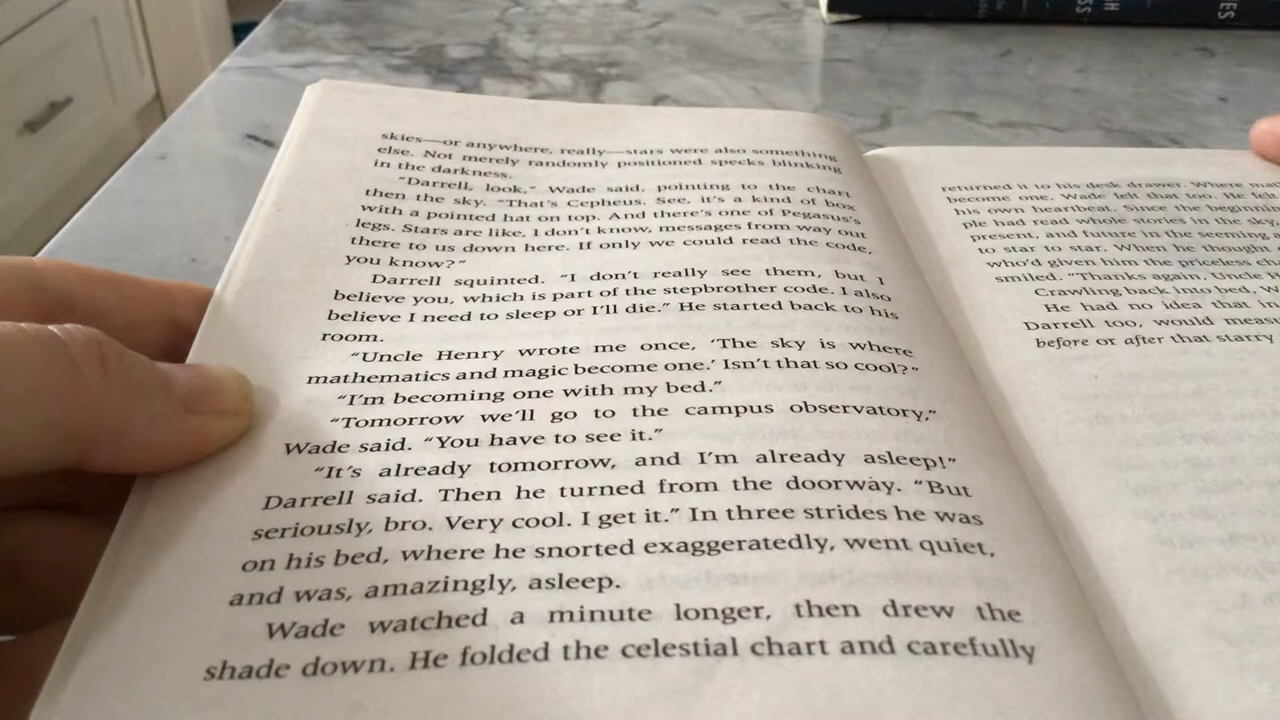 skies—or anywhere, really—stars were also something
else. Not merely randomly positioned specks blinking
in the darkness.
"Darrell, look," Wade said, pointing to the chart
then the sky. "That's Cepheus. See, it's a kind of box
with a pointed hat on top. And there's one of Pegasus's
legs. Stars are like, I don't know, messages from way out
there to us down here. If only we could read the code,
you know?"
Darrell squinted. "I don't really see them, but I
believe you, which is part of the stepbrother code. I also
believe I need to sleep or I'll die." He started back to his
room.
"Uncle Henry wrote me once, 'The sky is where
mathematics and magic become one.' Isn't that so cool?"
"I'm becoming one with my bed."
"Tomorrow we'll go to the campus observatory,"
Wade said. "You have to see it."
"It's already tomorrow, and I'm already asleep!"
Darrell said. Then he turned from the doorway. "But
seriously, bro. Very cool. I get it." In three strides he was
on his bed, where he snorted exaggeratedly, went quiet,
and was, amazingly, asleep.
Wade watched a minute longer, then drew the
shade down. He folded the celestial chart and carefully
returned it to his desk drawer. Where
become one. Wade felt that too. He felt
his own heartbeat. Since the
ple had read whole stories in the sky,
present, and future in the seeming
to star to star. When he thought
who'd given him the priceless
smiled. "Thanks again, Uncle
Crawling back into bed,
He had no idea that in
Darrell too, would
before or after that starry